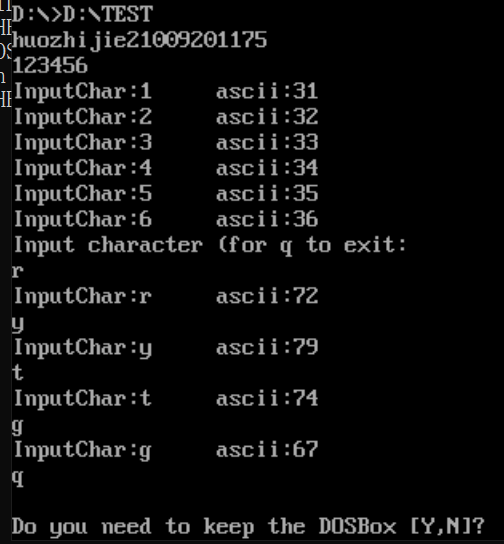 D:\>D:\TEST
huozhijie21009201175
123456
InputChar:1 ascii:31
InputChar:2 ascii:32
InputChar:3 ascii:33
InputChar:4 ascii:34
InputChar:5 ascii:35
InputChar:6 ascii:36
Input character (for q to exit:
r
InputChar:r ascii:72
y
InputChar:y ascii:79
t
InputChar:t ascii:74
g
InputChar:g ascii:67
q
Do you need to keep the DOSBox [Y,N]?